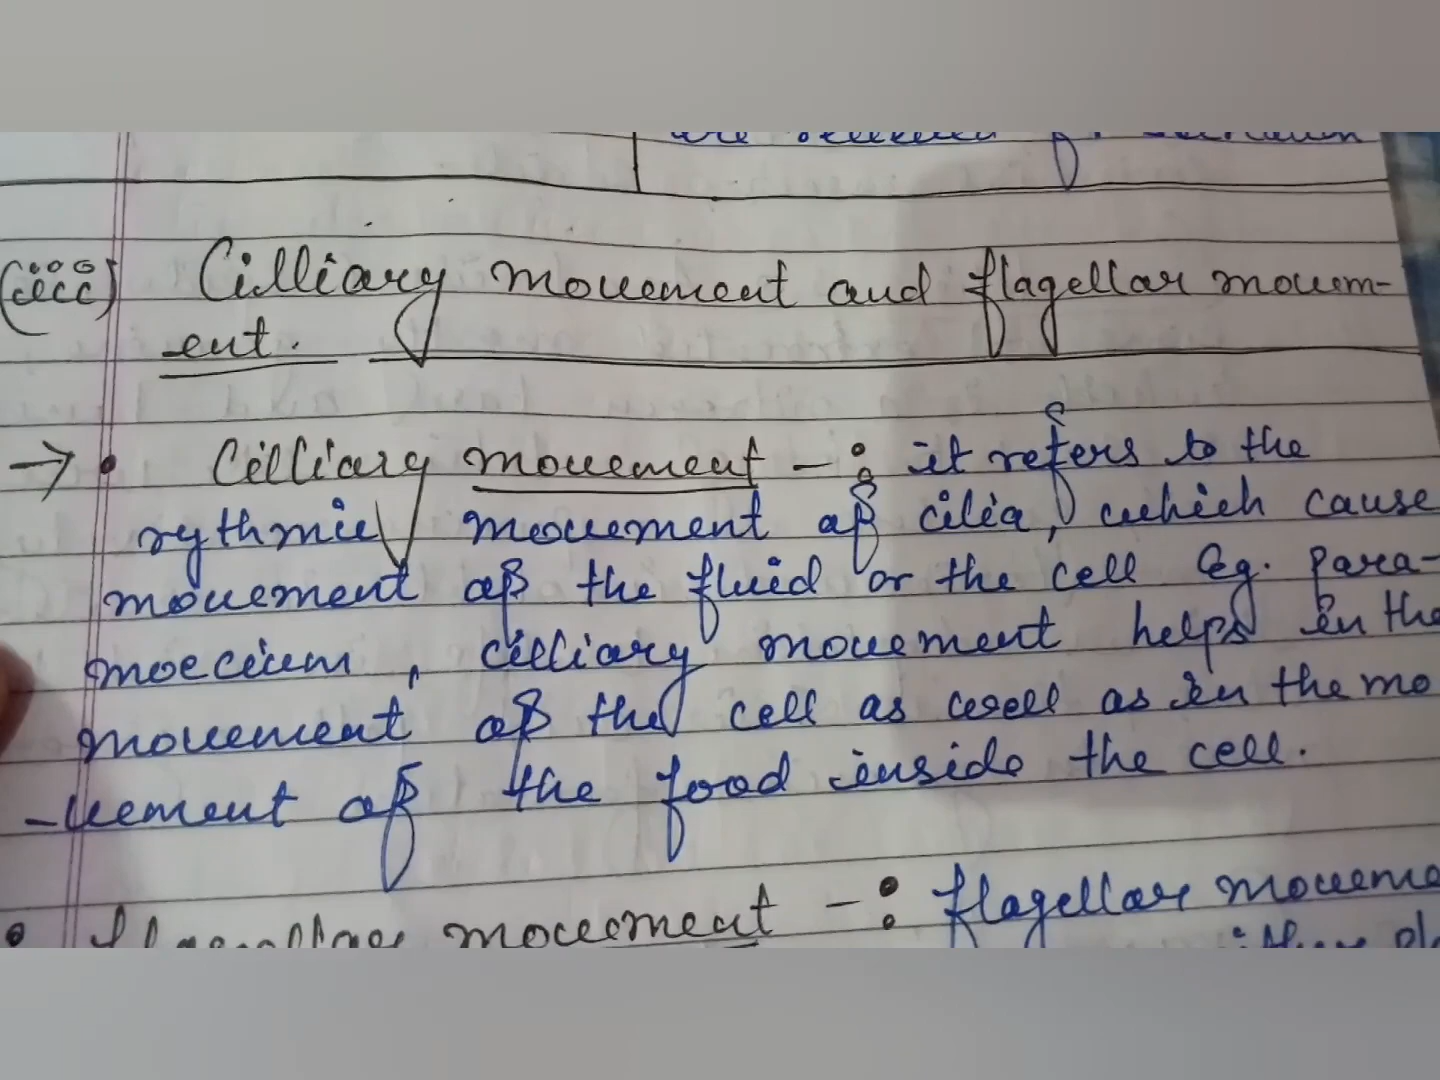 (iii) Cilliary movement and flagellar movem-
-ent.
→ • Cilliary movement -: it refers to the
rythmic movement of cilia, which cause
movement of the fluid or the cell Eg. Para-
moecium, cilliary movement helps in the
movement of the cell as well as in the mo
-vement of the food inside the cell.
• flagellar movement -: flagellar moveme